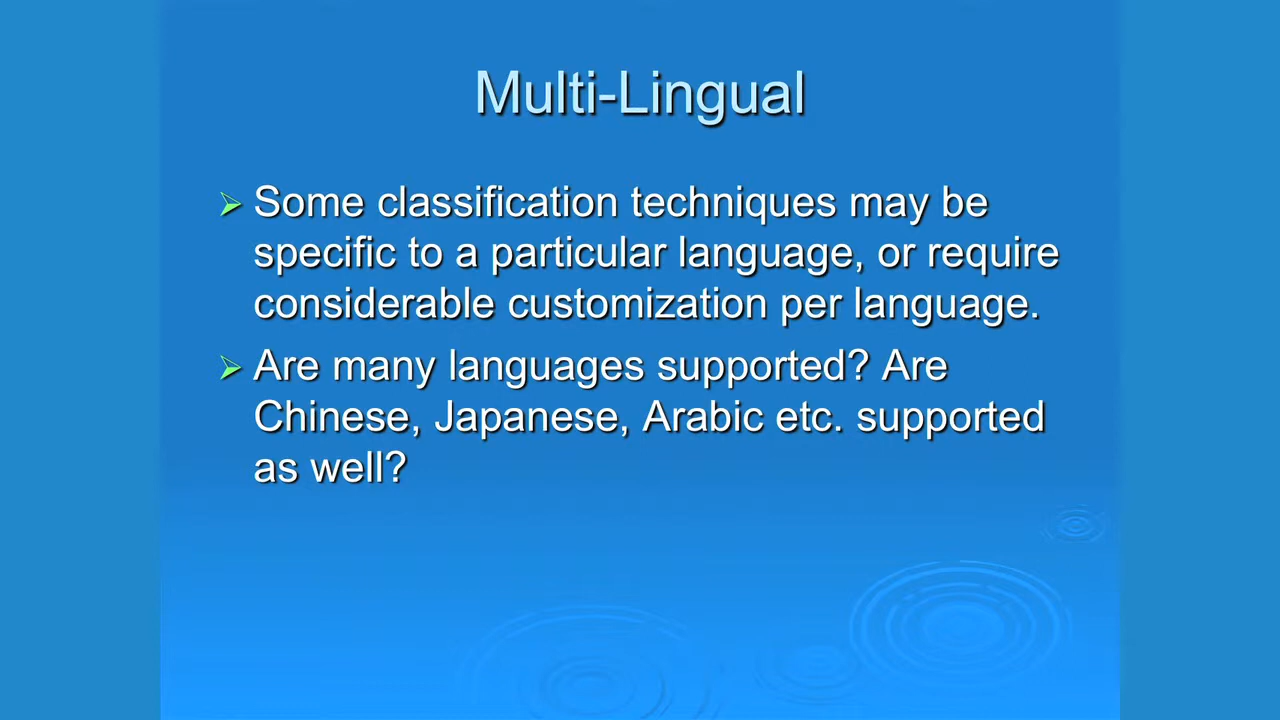 Multi-Lingual
Some classification techniques may be
specific to a particular language, or require
considerable customization per language.
Are many languages supported? Are
Chinese, Japanese, Arabic etc. supported
as well?